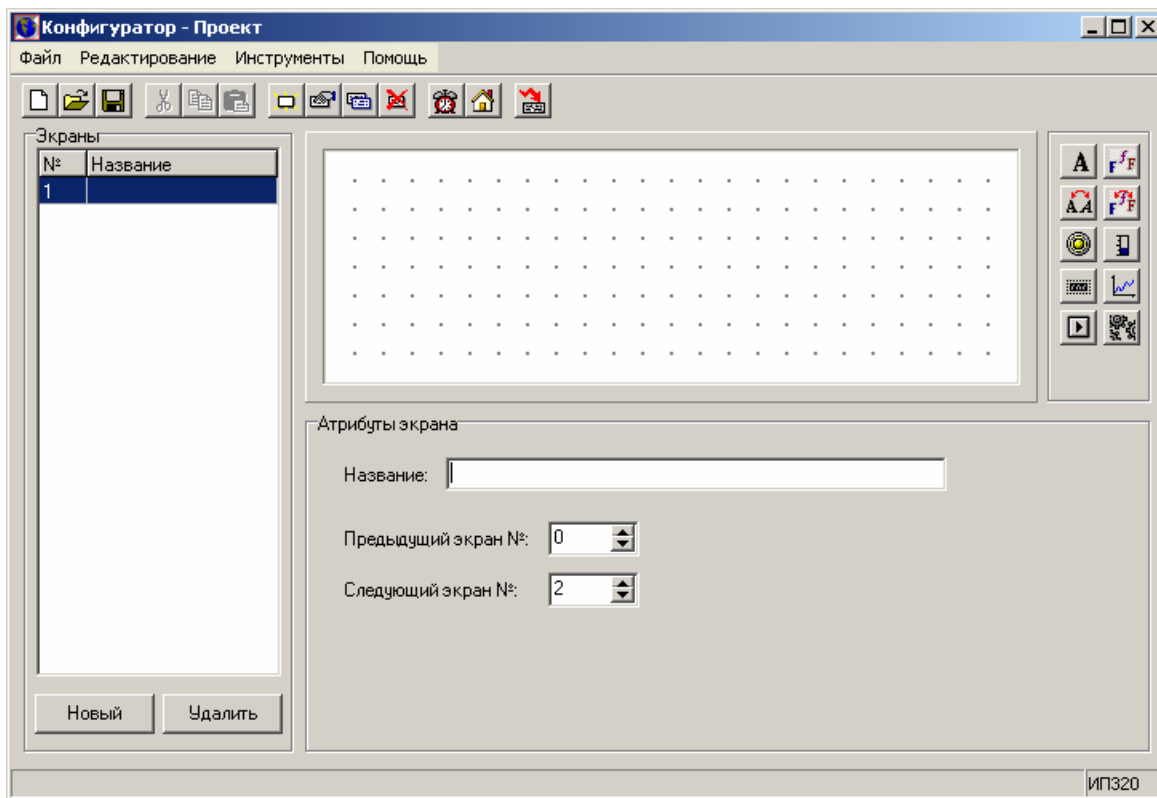 Конфигуратор - Проект
Файл Редактирование Инструменты Помощь
Экраны
№ Название
1
Атрибуты экрана
Название:
Предыдущий экран №: 0
Следующий экран №: 2
Новый Удалить
ИП320